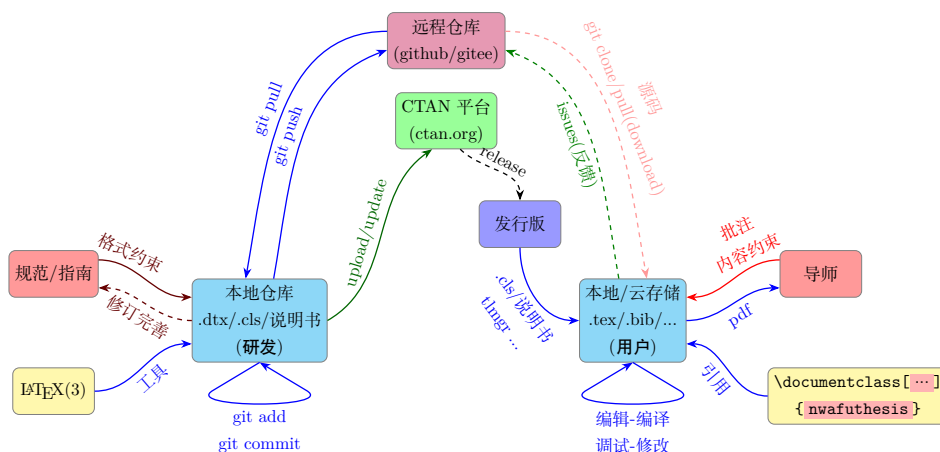 远程仓库
(github/gitee)
git pull
git push
CTAN 平台
(ctan.org)
release
issues(反馈)
源码
git clone/pull(download)
upload/update
发行版
规范/指南
格式约束
修订完善
本地仓库
.dtx/.cls/说明书
(研发)
.cls/说明书
tlmgr ...
本地/云存储
.tex/.bib/...
(用户)
批注
内容约束
导师
pdf
LATEX(3)
工具
git add
git commit
编辑-编译
调试-修改
引用
\documentclass[ ⋯ ]
{ nwafuthesis }